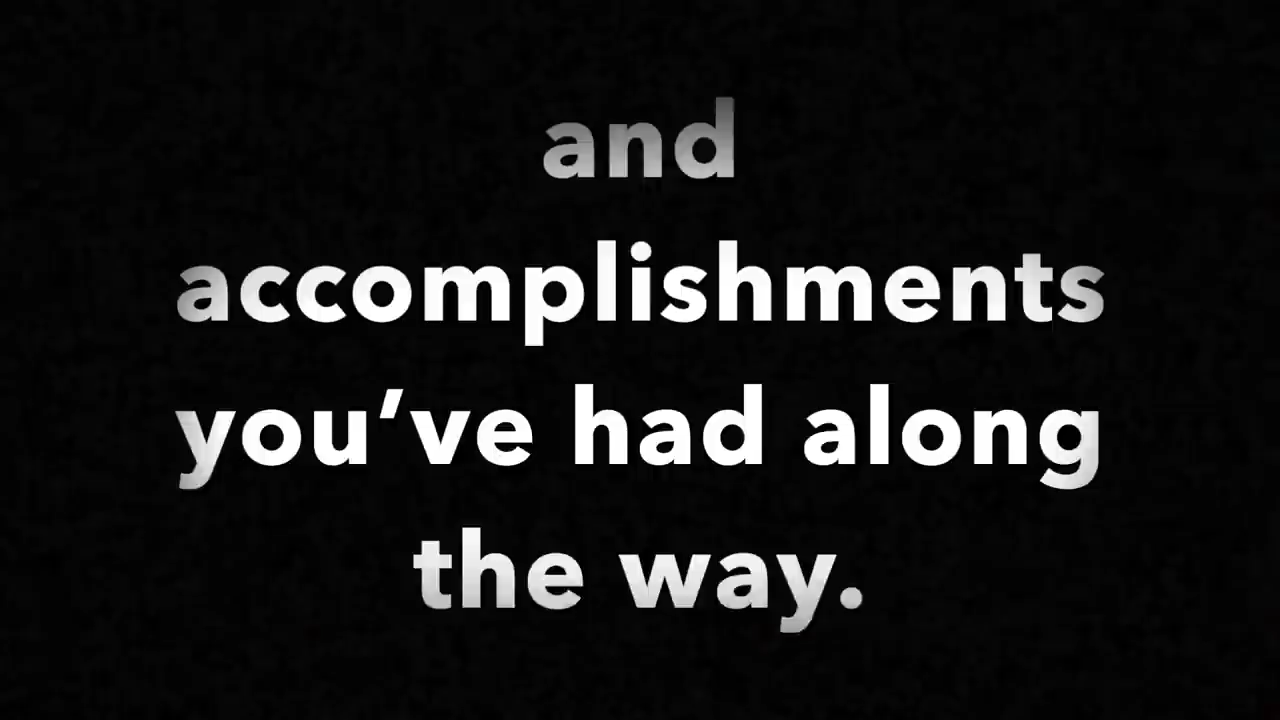 and
accomplishments
you’ve had along
the way.